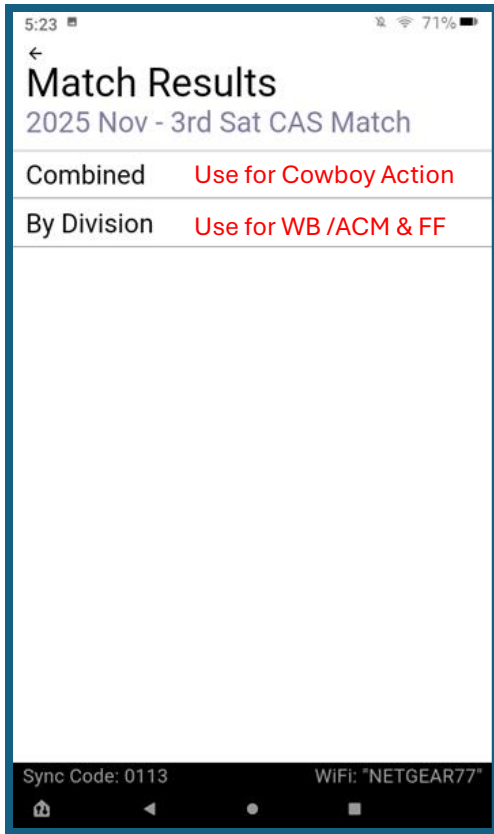 5:23 71%
Match Results
2025 Nov - 3rd Sat CAS Match
Combined Use for Cowboy Action
By Division Use for WB /ACM & FF
Sync Code: 0113 WiFi: "NETGEAR77"